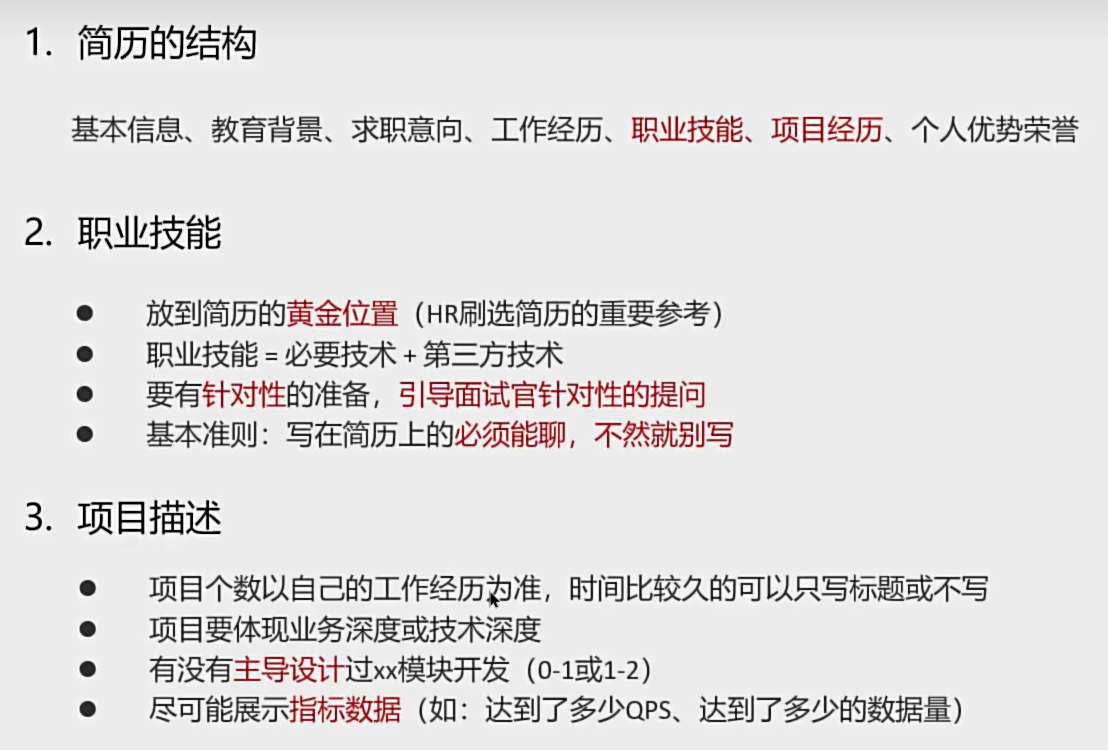 1. 简历的结构
基本信息、教育背景、求职意向、工作经历、职业技能、项目经历、个人优势荣誉
2. 职业技能
● 放到简历的黄金位置（HR刷选简历的重要参考）
● 职业技能 = 必要技术 + 第三方技术
● 要有针对性的准备，引导面试官针对性的提问
● 基本准则：写在简历上的必须能聊，不然就别写
3. 项目描述
● 项目个数以自己的工作经历为准，时间比较久的可以只写标题或不写
● 项目要体现业务深度或技术深度
● 有没有主导设计过xx模块开发（0-1或1-2）
● 尽可能展示指标数据（如：达到了多少QPS、达到了多少的数据量）